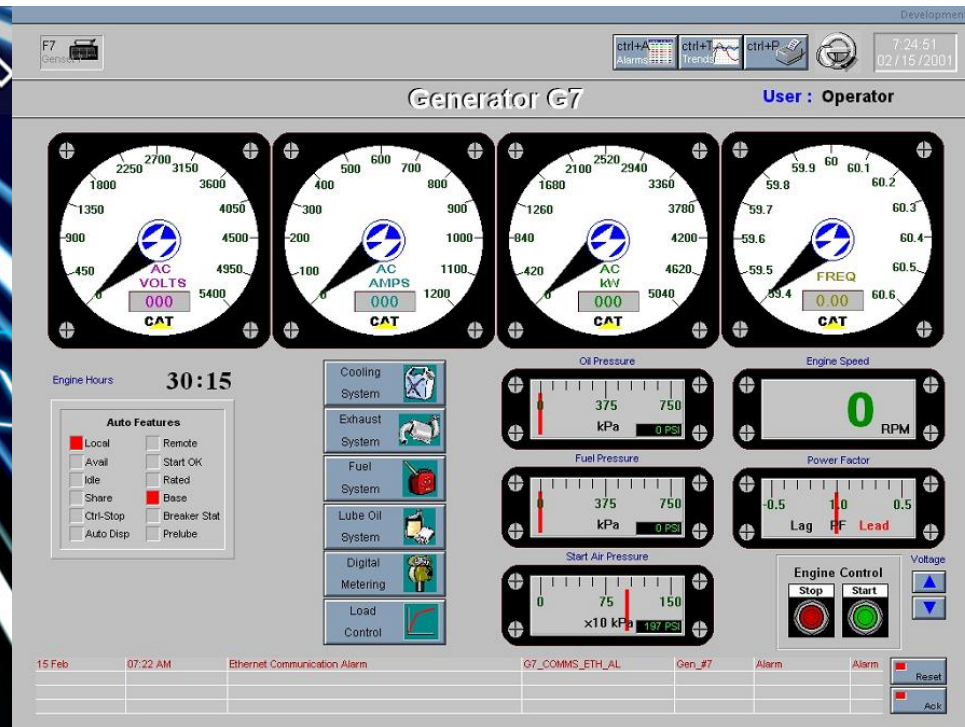 Development
F7
Genset
ctrl+A
Alarms
ctrl+T
Trends
ctrl+P
7:24:51
02/15/2001
Generator G7
User : Operator
0 450 900 1350 1800 2250 2700 3150 3600 4050 4500 4950 5400
AC
VOLTS
000
CAT
0 100 200 300 400 500 600 700 800 900 1000 1100 1200
AC
AMPS
000
CAT
0 420 840 1260 1680 2100 2520 2940 3360 3780 4200 4620 5040
AC
kW
000
CAT
59.4 59.5 59.6 59.7 59.8 59.9 60 60.1 60.2 60.3 60.4 60.5 60.6
FREQ
0.00
CAT
Engine Hours 30:15
Auto Features
Local Remote
Avail Start OK
Idle Rated
Share Base
Ctrl-Stop Breaker Stat
Auto Disp Prelube
Cooling
System
Exhaust
System
Fuel
System
Lube Oil
System
Digital
Metering
Load
Control
Oil Pressure
0 375 750
kPa 0 PSI
Fuel Pressure
0 375 750
kPa 0 PSI
Start Air Pressure
0 75 150
x10 kPa 197 PSI
Engine Speed
0
RPM
Power Factor
-0.5 1.0 0.5
Lag PF Lead
Engine Control
Stop Start
Voltage
15 Feb 07:22 AM Ethernet Communication Alarm G7_COMMS_ETH_AL Gen_#7 Alarm Alarm
Reset
Ack